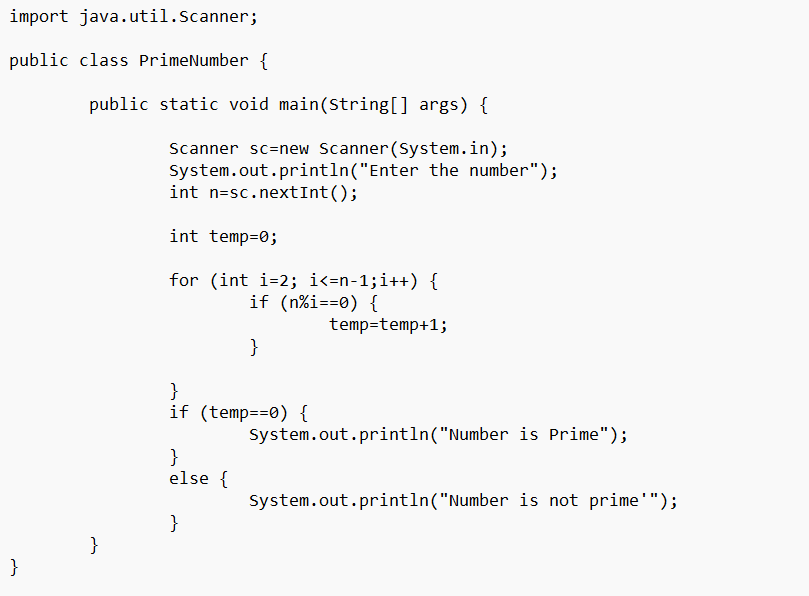 import java.util.Scanner;
public class PrimeNumber {
public static void main(String[] args) {
Scanner sc=new Scanner(System.in);
System.out.println("Enter the number");
int n=sc.nextInt();
int temp=0;
for (int i=2; i<=n-1;i++) {
if (n%i==0) {
temp=temp+1;
}
}
if (temp==0) {
System.out.println("Number is Prime");
}
else {
System.out.println("Number is not prime'");
}
}
}